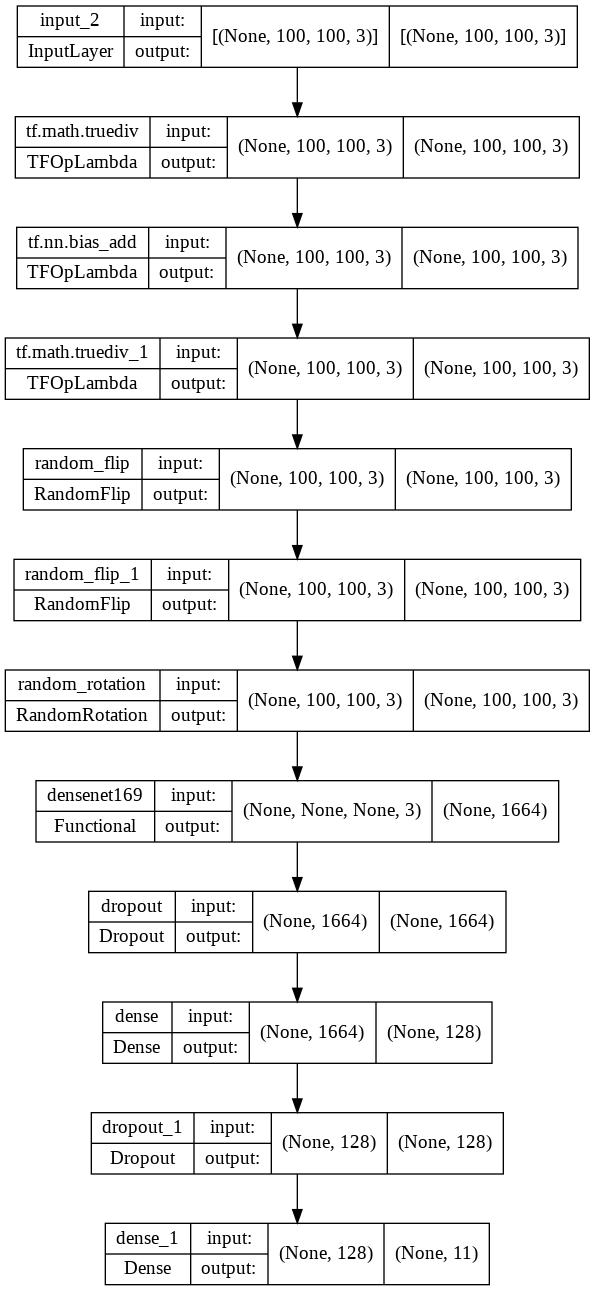 input_2 input: [(None, 100, 100, 3)] [(None, 100, 100, 3)]
InputLayer output:
tf.math.truediv input: (None, 100, 100, 3) (None, 100, 100, 3)
TFOpLambda output:
tf.nn.bias_add input: (None, 100, 100, 3) (None, 100, 100, 3)
TFOpLambda output:
tf.math.truediv_1 input: (None, 100, 100, 3) (None, 100, 100, 3)
TFOpLambda output:
random_flip input: (None, 100, 100, 3) (None, 100, 100, 3)
RandomFlip output:
random_flip_1 input: (None, 100, 100, 3) (None, 100, 100, 3)
RandomFlip output:
random_rotation input: (None, 100, 100, 3) (None, 100, 100, 3)
RandomRotation output:
densenet169 input: (None, None, None, 3) (None, 1664)
Functional output:
dropout input: (None, 1664) (None, 1664)
Dropout output:
dense input: (None, 1664) (None, 128)
Dense output:
dropout_1 input: (None, 128) (None, 128)
Dropout output:
dense_1 input: (None, 128) (None, 11)
Dense output: